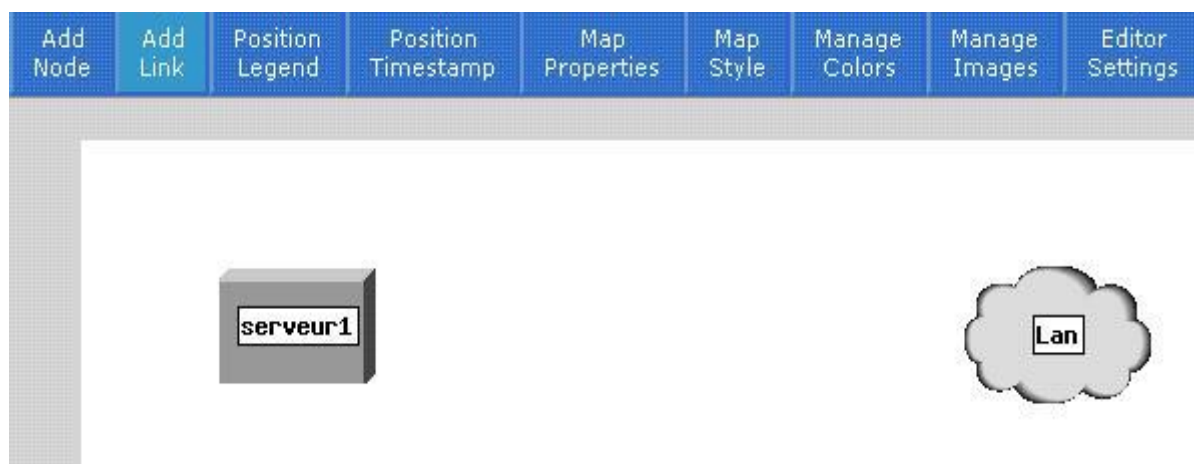 Add Node
Add Link
Position Legend
Position Timestamp
Map Properties
Map Style
Manage Colors
Manage Images
Editor Settings
serveur1
Lan